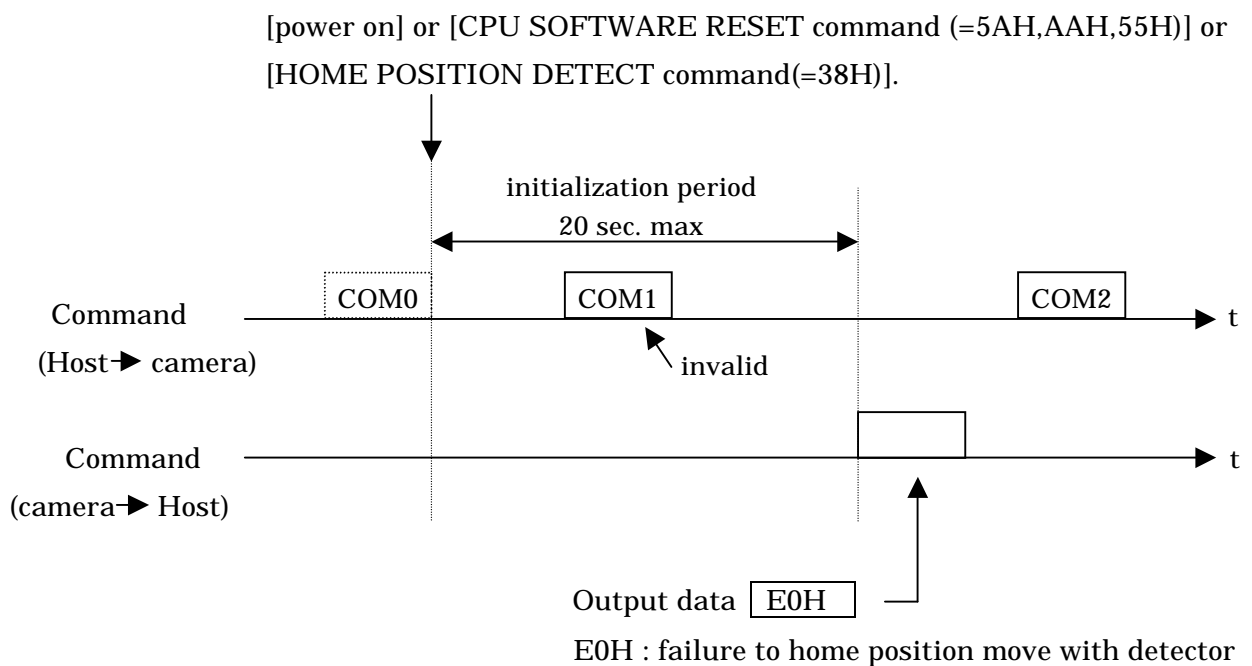 [power on] or [CPU SOFTWARE RESET command (=5AH,AAH,55H)] or
[HOME POSITION DETECT command(=38H)].
initialization period
20 sec. max
COM0
COM1
COM2
Command
(Host→ camera)
t
invalid
Command
(camera→ Host)
t
Output data E0H
E0H : failure to home position move with detector